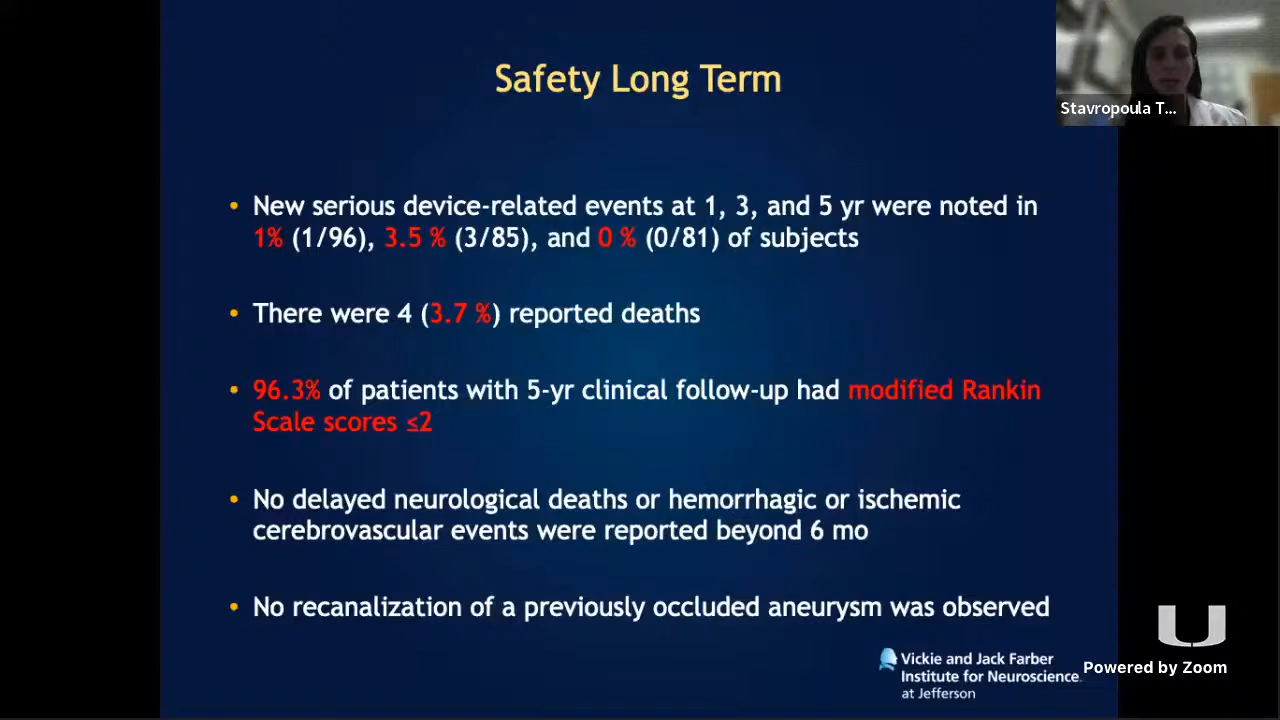 Safety Long Term
Stavropoula T...
• New serious device-related events at 1, 3, and 5 yr were noted in
1% (1/96), 3.5 % (3/85), and 0 % (0/81) of subjects
• There were 4 (3.7 %) reported deaths
• 96.3% of patients with 5-yr clinical follow-up had modified Rankin
Scale scores ≤2
• No delayed neurological deaths or hemorrhagic or ischemic
cerebrovascular events were reported beyond 6 mo
• No recanalization of a previously occluded aneurysm was observed
Vickie and Jack Farber
Institute for Neuroscience
at Jefferson
U
Powered by Zoom